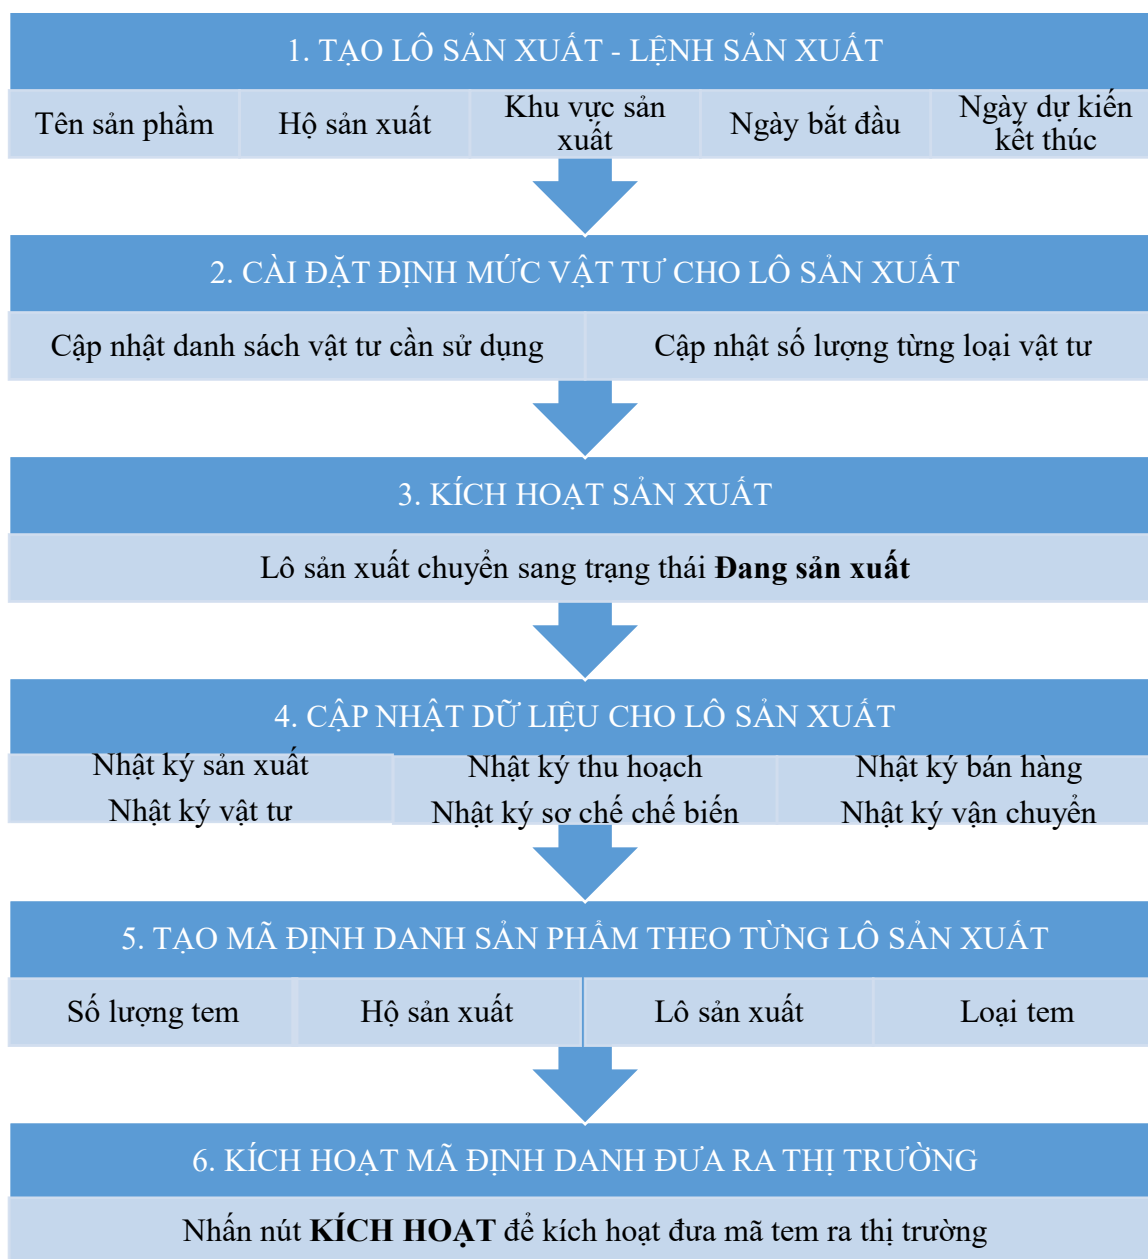 1. TẠO LÔ SẢN XUẤT - LỆNH SẢN XUẤT
Tên sản phầm
Hộ sản xuất
Khu vực sản
xuất
Ngày bắt đầu
Ngày dự kiến
kết thúc
2. CÀI ĐẶT ĐỊNH MỨC VẬT TƯ CHO LÔ SẢN XUẤT
Cập nhật danh sách vật tư cần sử dụng
Cập nhật số lượng từng loại vật tư
3. KÍCH HOẠT SẢN XUẤT
Lô sản xuất chuyển sang trạng thái Đang sản xuất
4. CẬP NHẬT DỮ LIỆU CHO LÔ SẢN XUẤT
Nhật ký sản xuất
Nhật ký vật tư
Nhật ký thu hoạch
Nhật ký sơ chế chế biến
Nhật ký bán hàng
Nhật ký vận chuyển
5. TẠO MÃ ĐỊNH DANH SẢN PHẨM THEO TỪNG LÔ SẢN XUẤT
Số lượng tem
Hộ sản xuất
Lô sản xuất
Loại tem
6. KÍCH HOẠT MÃ ĐỊNH DANH ĐƯA RA THỊ TRƯỜNG
Nhấn nút KÍCH HOẠT để kích hoạt đưa mã tem ra thị trường